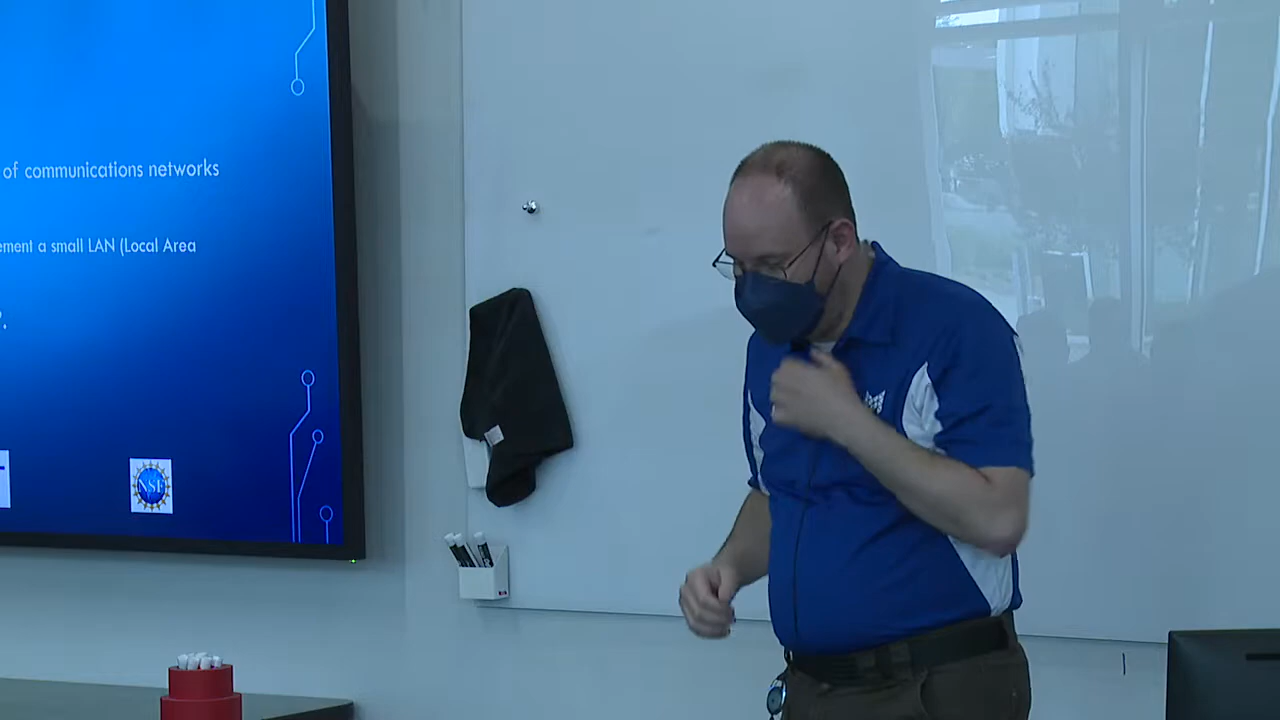 of communications networks
ement a small LAN (Local Area
?.
NSF